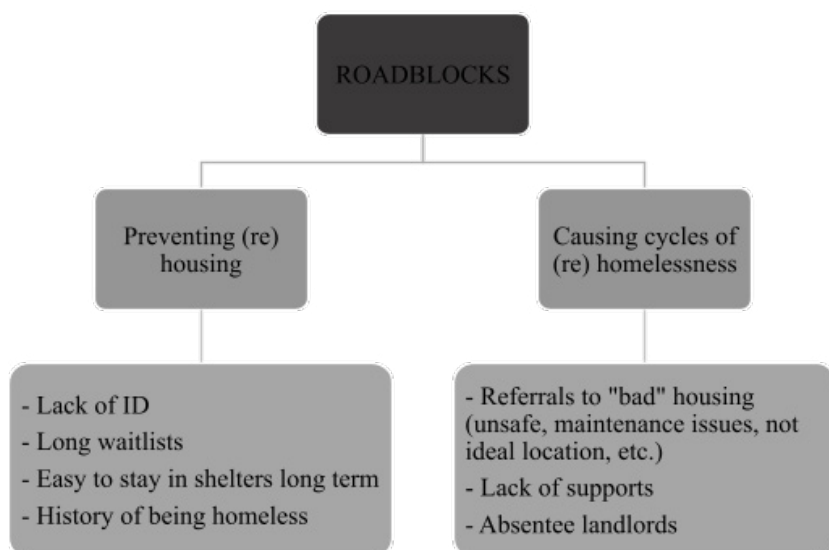 ROADBLOCKS
Preventing (re)
housing
Causing cycles of
(re) homelessness
- Lack of ID
- Long waitlists
- Easy to stay in shelters long term
- History of being homeless
- Referrals to "bad" housing
(unsafe, maintenance issues, not
ideal location, etc.)
- Lack of supports
- Absentee landlords